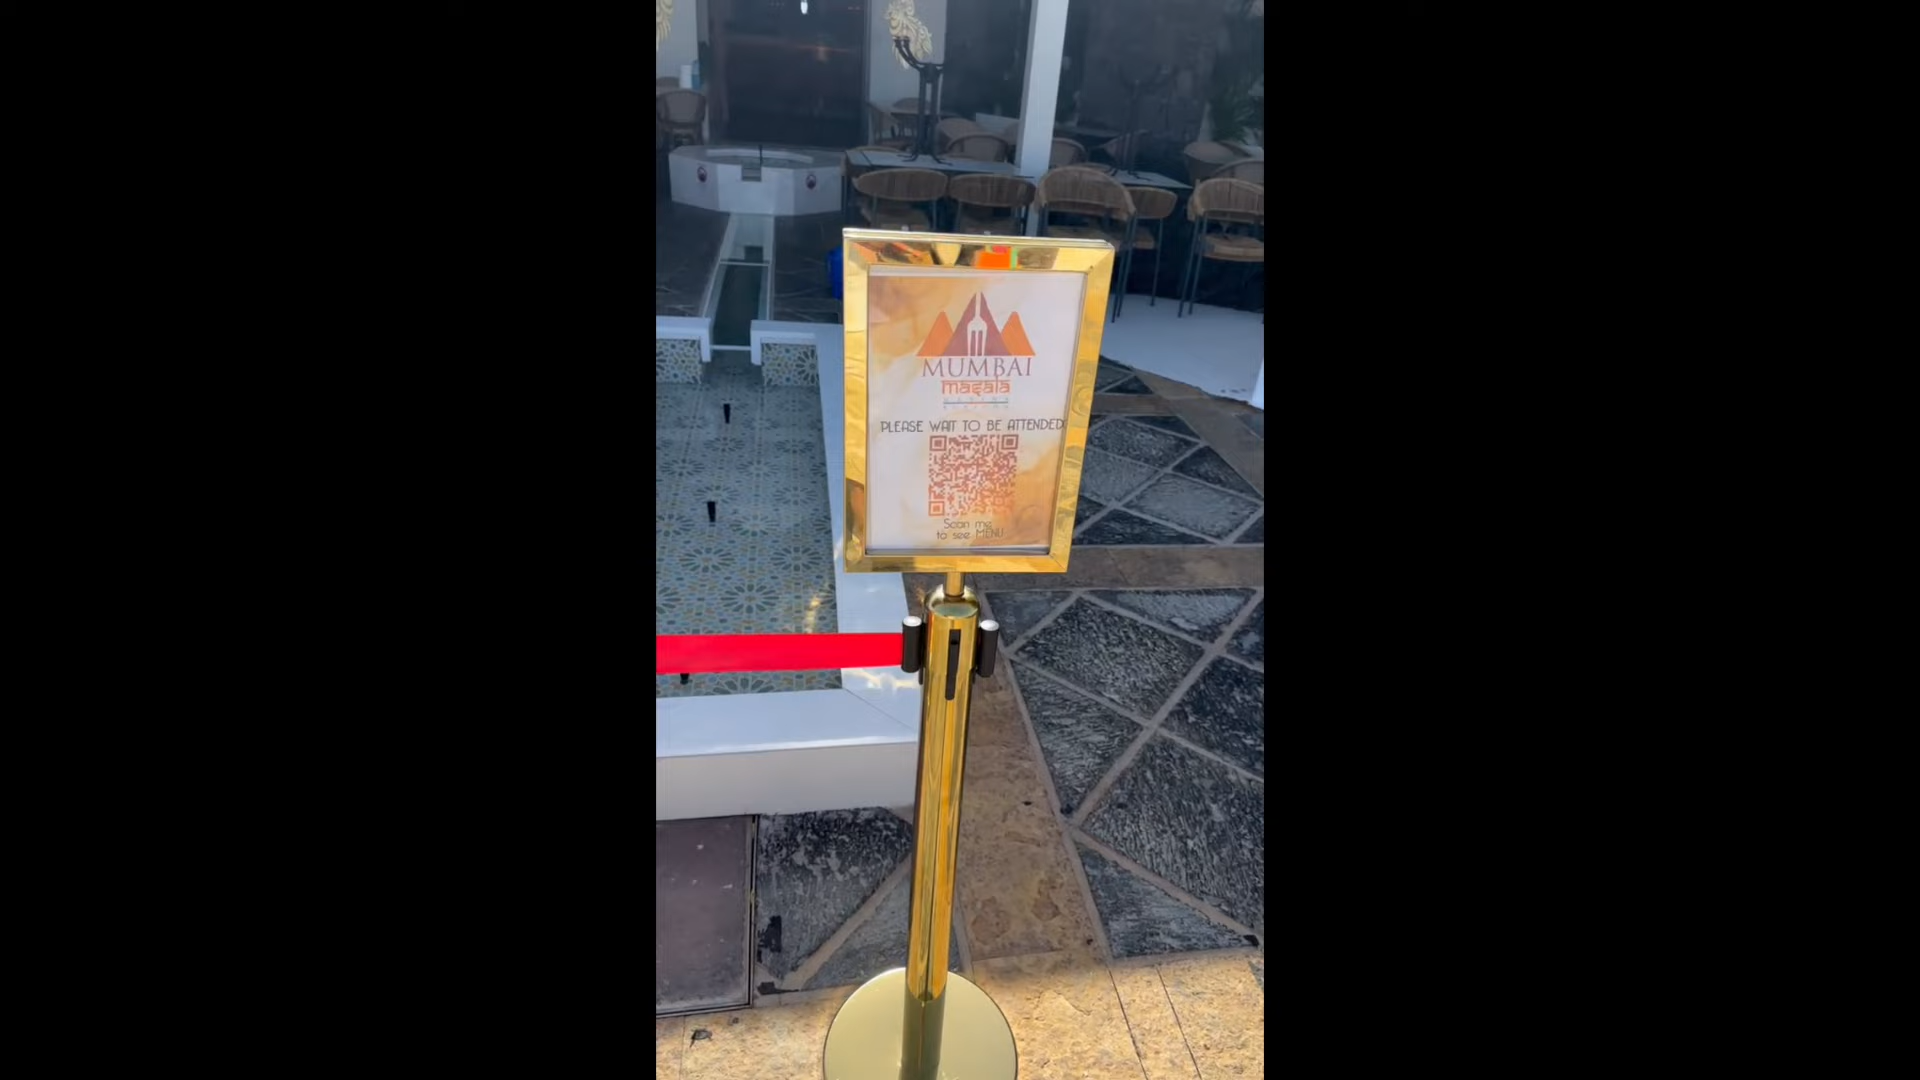 MUMBAI
masala
PLEASE WAIT TO BE ATTENDED
Scan me
to see MENU